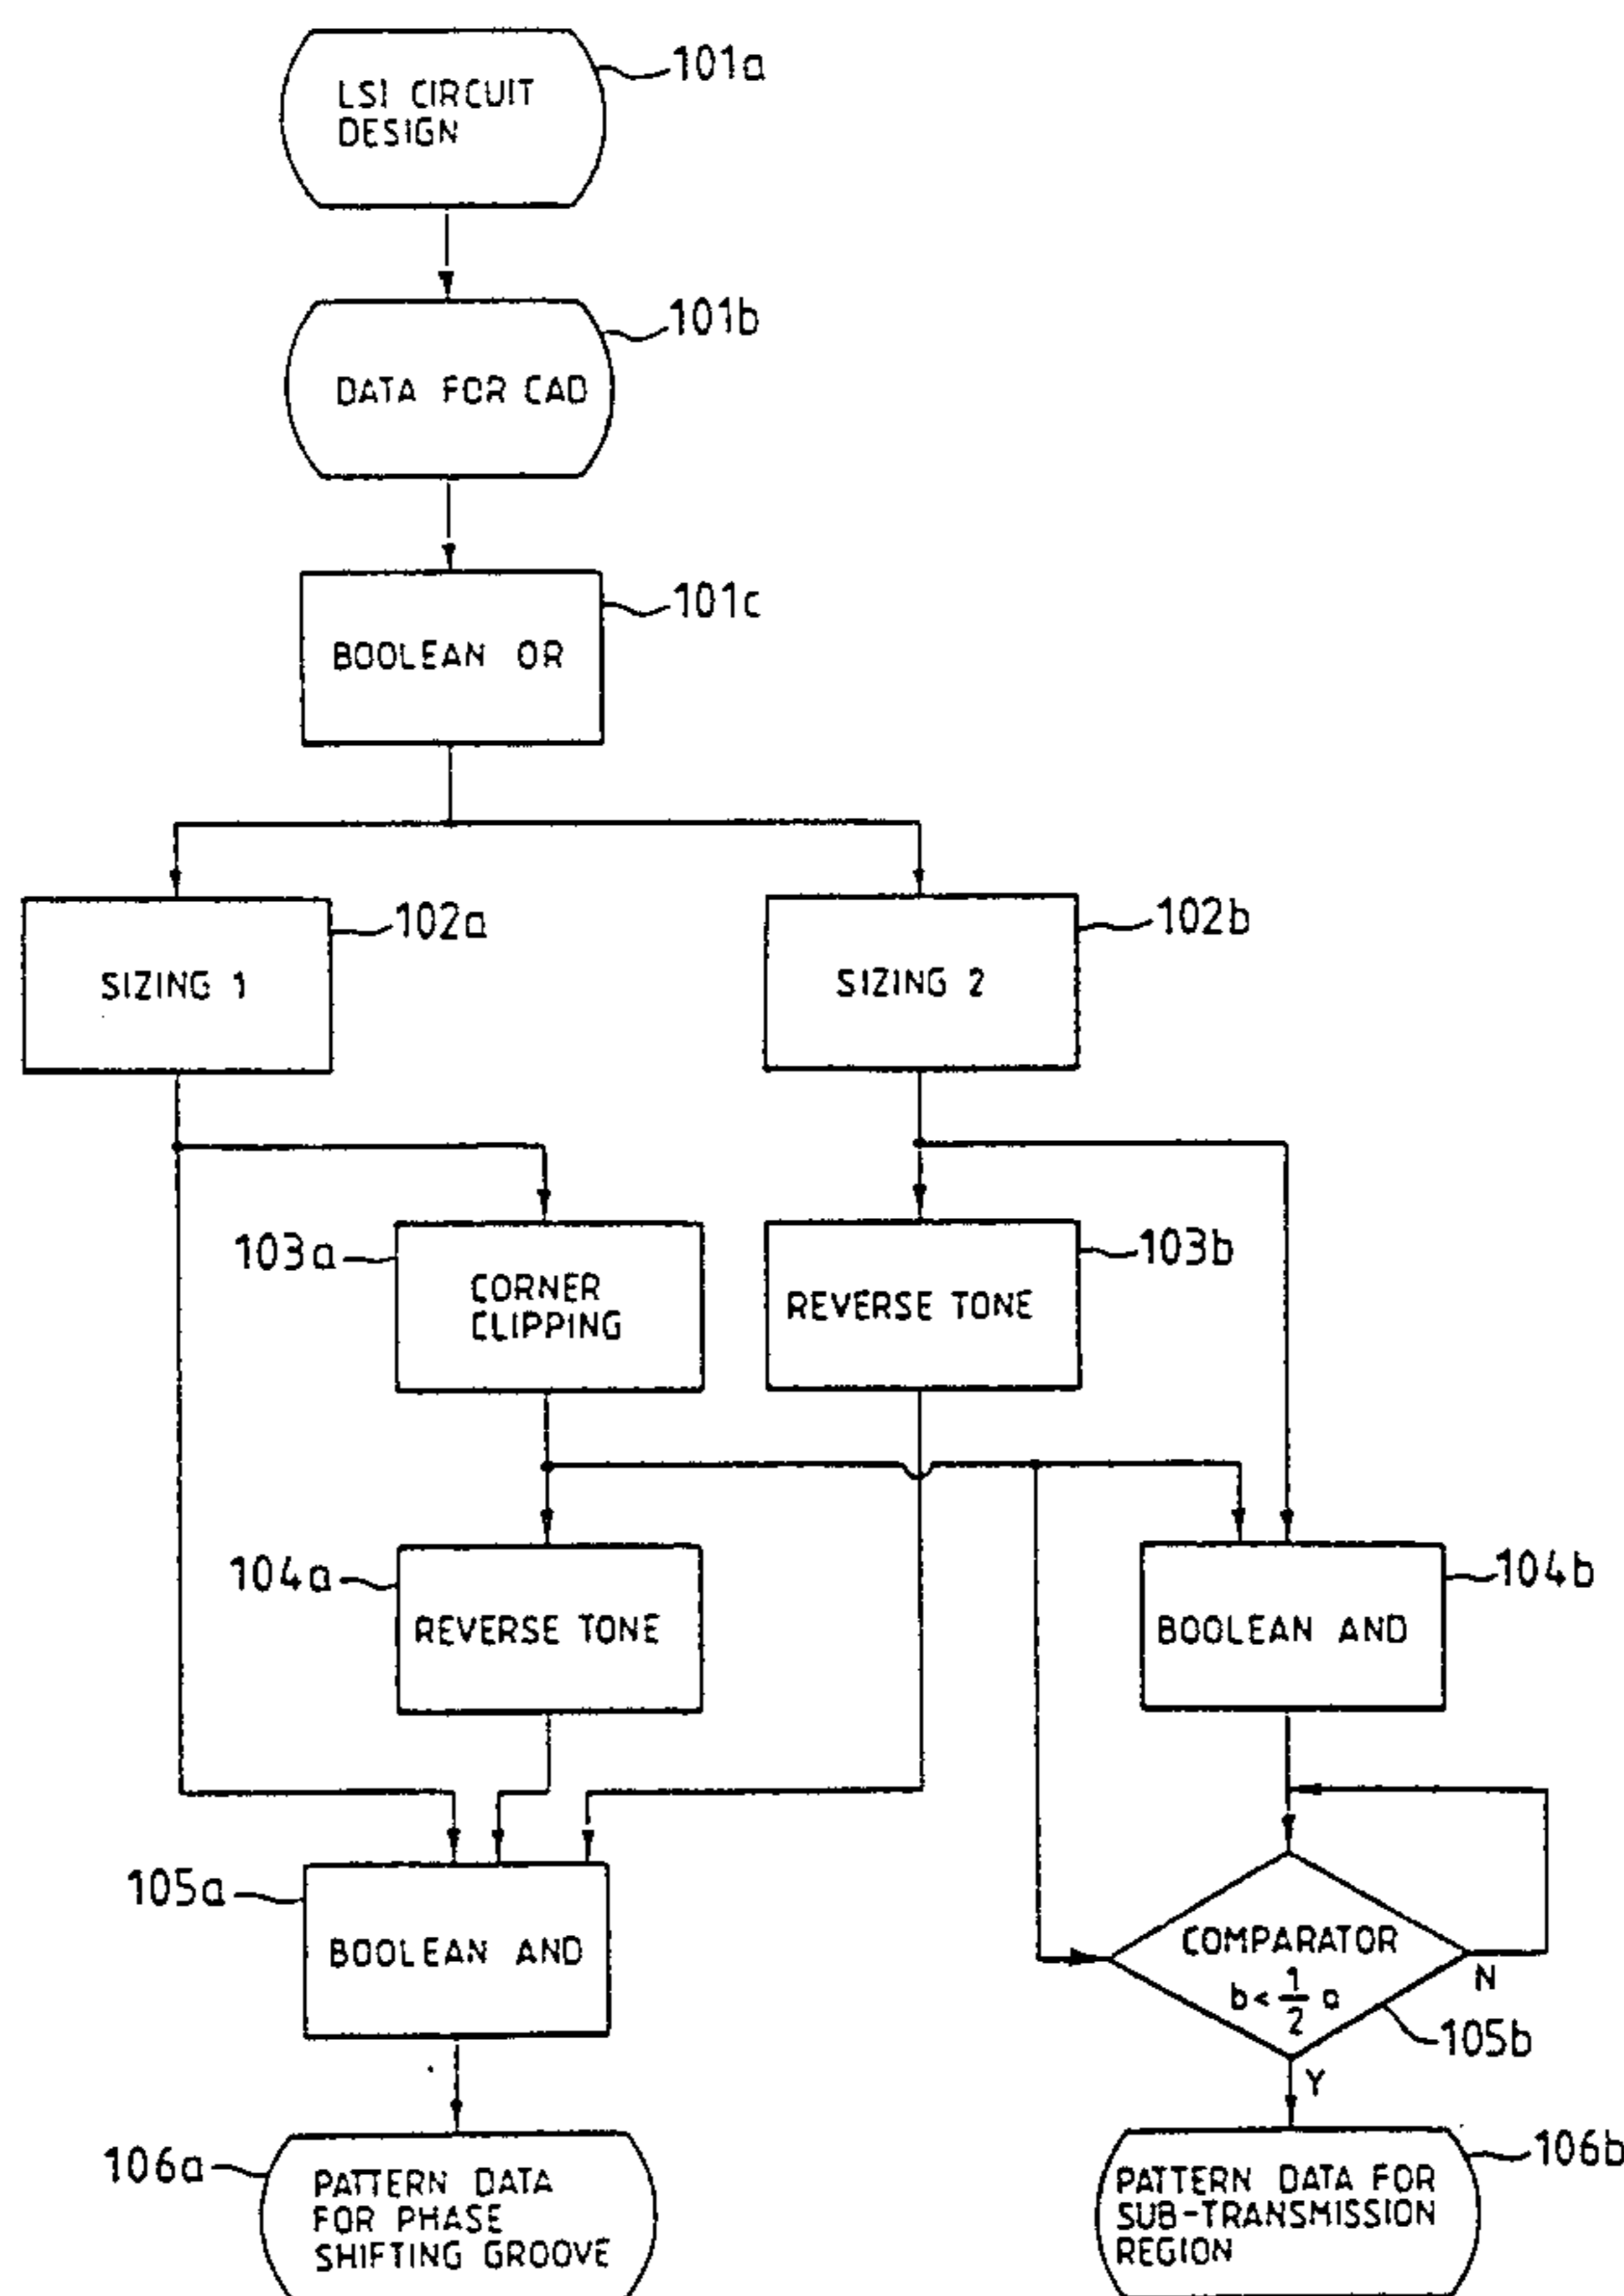 101a
LSI CIRCUIT
DESIGN
101b
DATA FOR CAD
101c
BOOLEAN OR
102a
SIZING 1
102b
SIZING 2
103a
CORNER
CLIPPING
103b
REVERSE TONE
104a
REVERSE TONE
104b
BOOLEAN AND
105a
BOOLEAN AND
COMPARATOR
b < 1/2 a
N
105b
Y
106a
PATTERN DATA
FOR PHASE
SHIFTING GROOVE
106b
PATTERN DATA FOR
SUB-TRANSMISSION
REGION